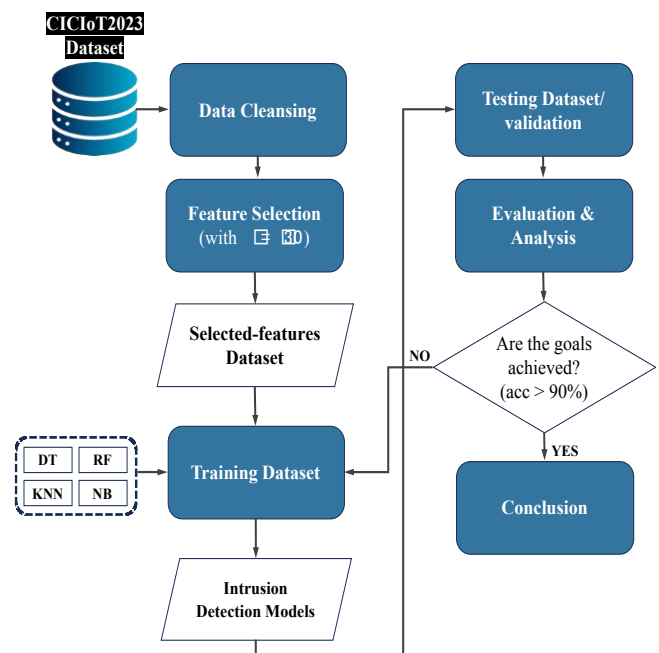 CICIoT2023
Dataset
Data Cleansing
Feature Selection
(with
Selected-features
Dataset
DT
RF
KNN
NB
Training Dataset
Intrusion
Detection Models
Testing Dataset/
validation
Evaluation &
Analysis
Are the goals
achieved?
(acc > 90%)
NO
YES
Conclusion